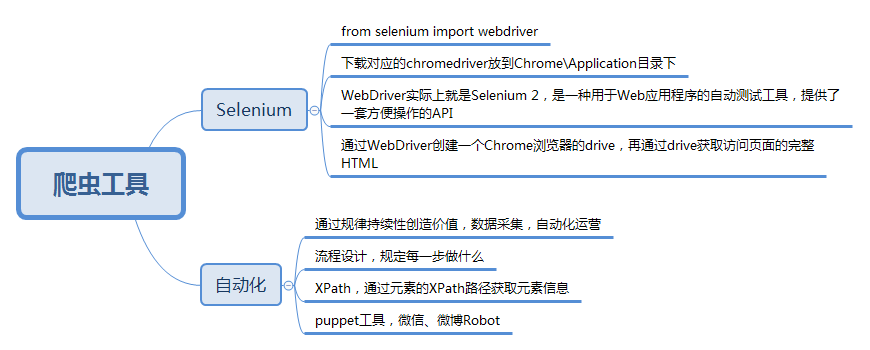 爬虫工具
Selenium
from selenium import webdriver
下载对应的chromedriver放到Chrome\Application目录下
WebDriver实际上就是Selenium 2，是一种用于Web应用程序的自动测试工具，提供了
一套方便操作的API
通过WebDriver创建一个Chrome浏览器的drive，再通过drive获取访问页面的完整
HTML
自动化
通过规律持续性创造价值，数据采集，自动化运营
流程设计，规定每一步做什么
XPath，通过元素的XPath路径获取元素信息
puppet工具，微信、微博Robot